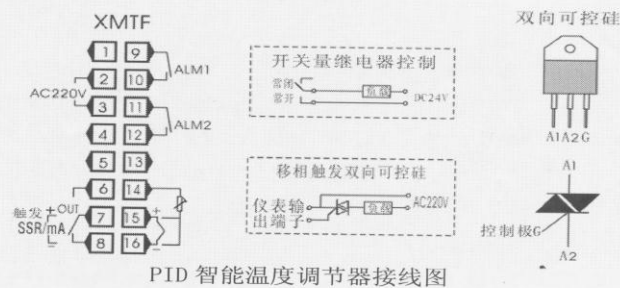 XMTF
1 9
2 10
3 11
4 12
5 13
6 14
7 15
8 16
ALM1
AC220V
ALM2
OUT
触发
SSR/mA
+
−
+
−
开关量继电器控制
常闭
常开
负载
DC24V
移相触发双向可控硅
仪表输
出端子
负载
AC220V
双向可控硅
A1 A2 G
A1
控制极G
A2
PID 智能温度调节器接线图